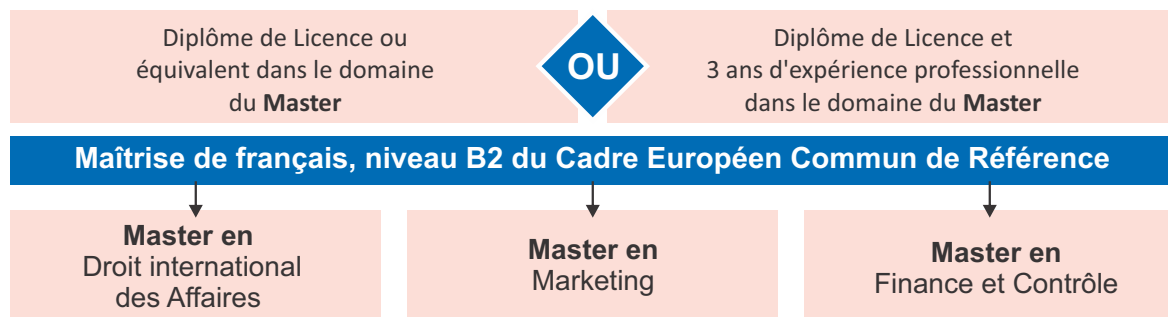 Diplôme de Licence ou
équivalent dans le domaine
du Master
OU
Diplôme de Licence et
3 ans d'expérience professionnelle
dans le domaine du Master
Maîtrise de français, niveau B2 du Cadre Européen Commun de Référence
Master en
Droit international
des Affaires
Master en
Marketing
Master en
Finance et Contrôle